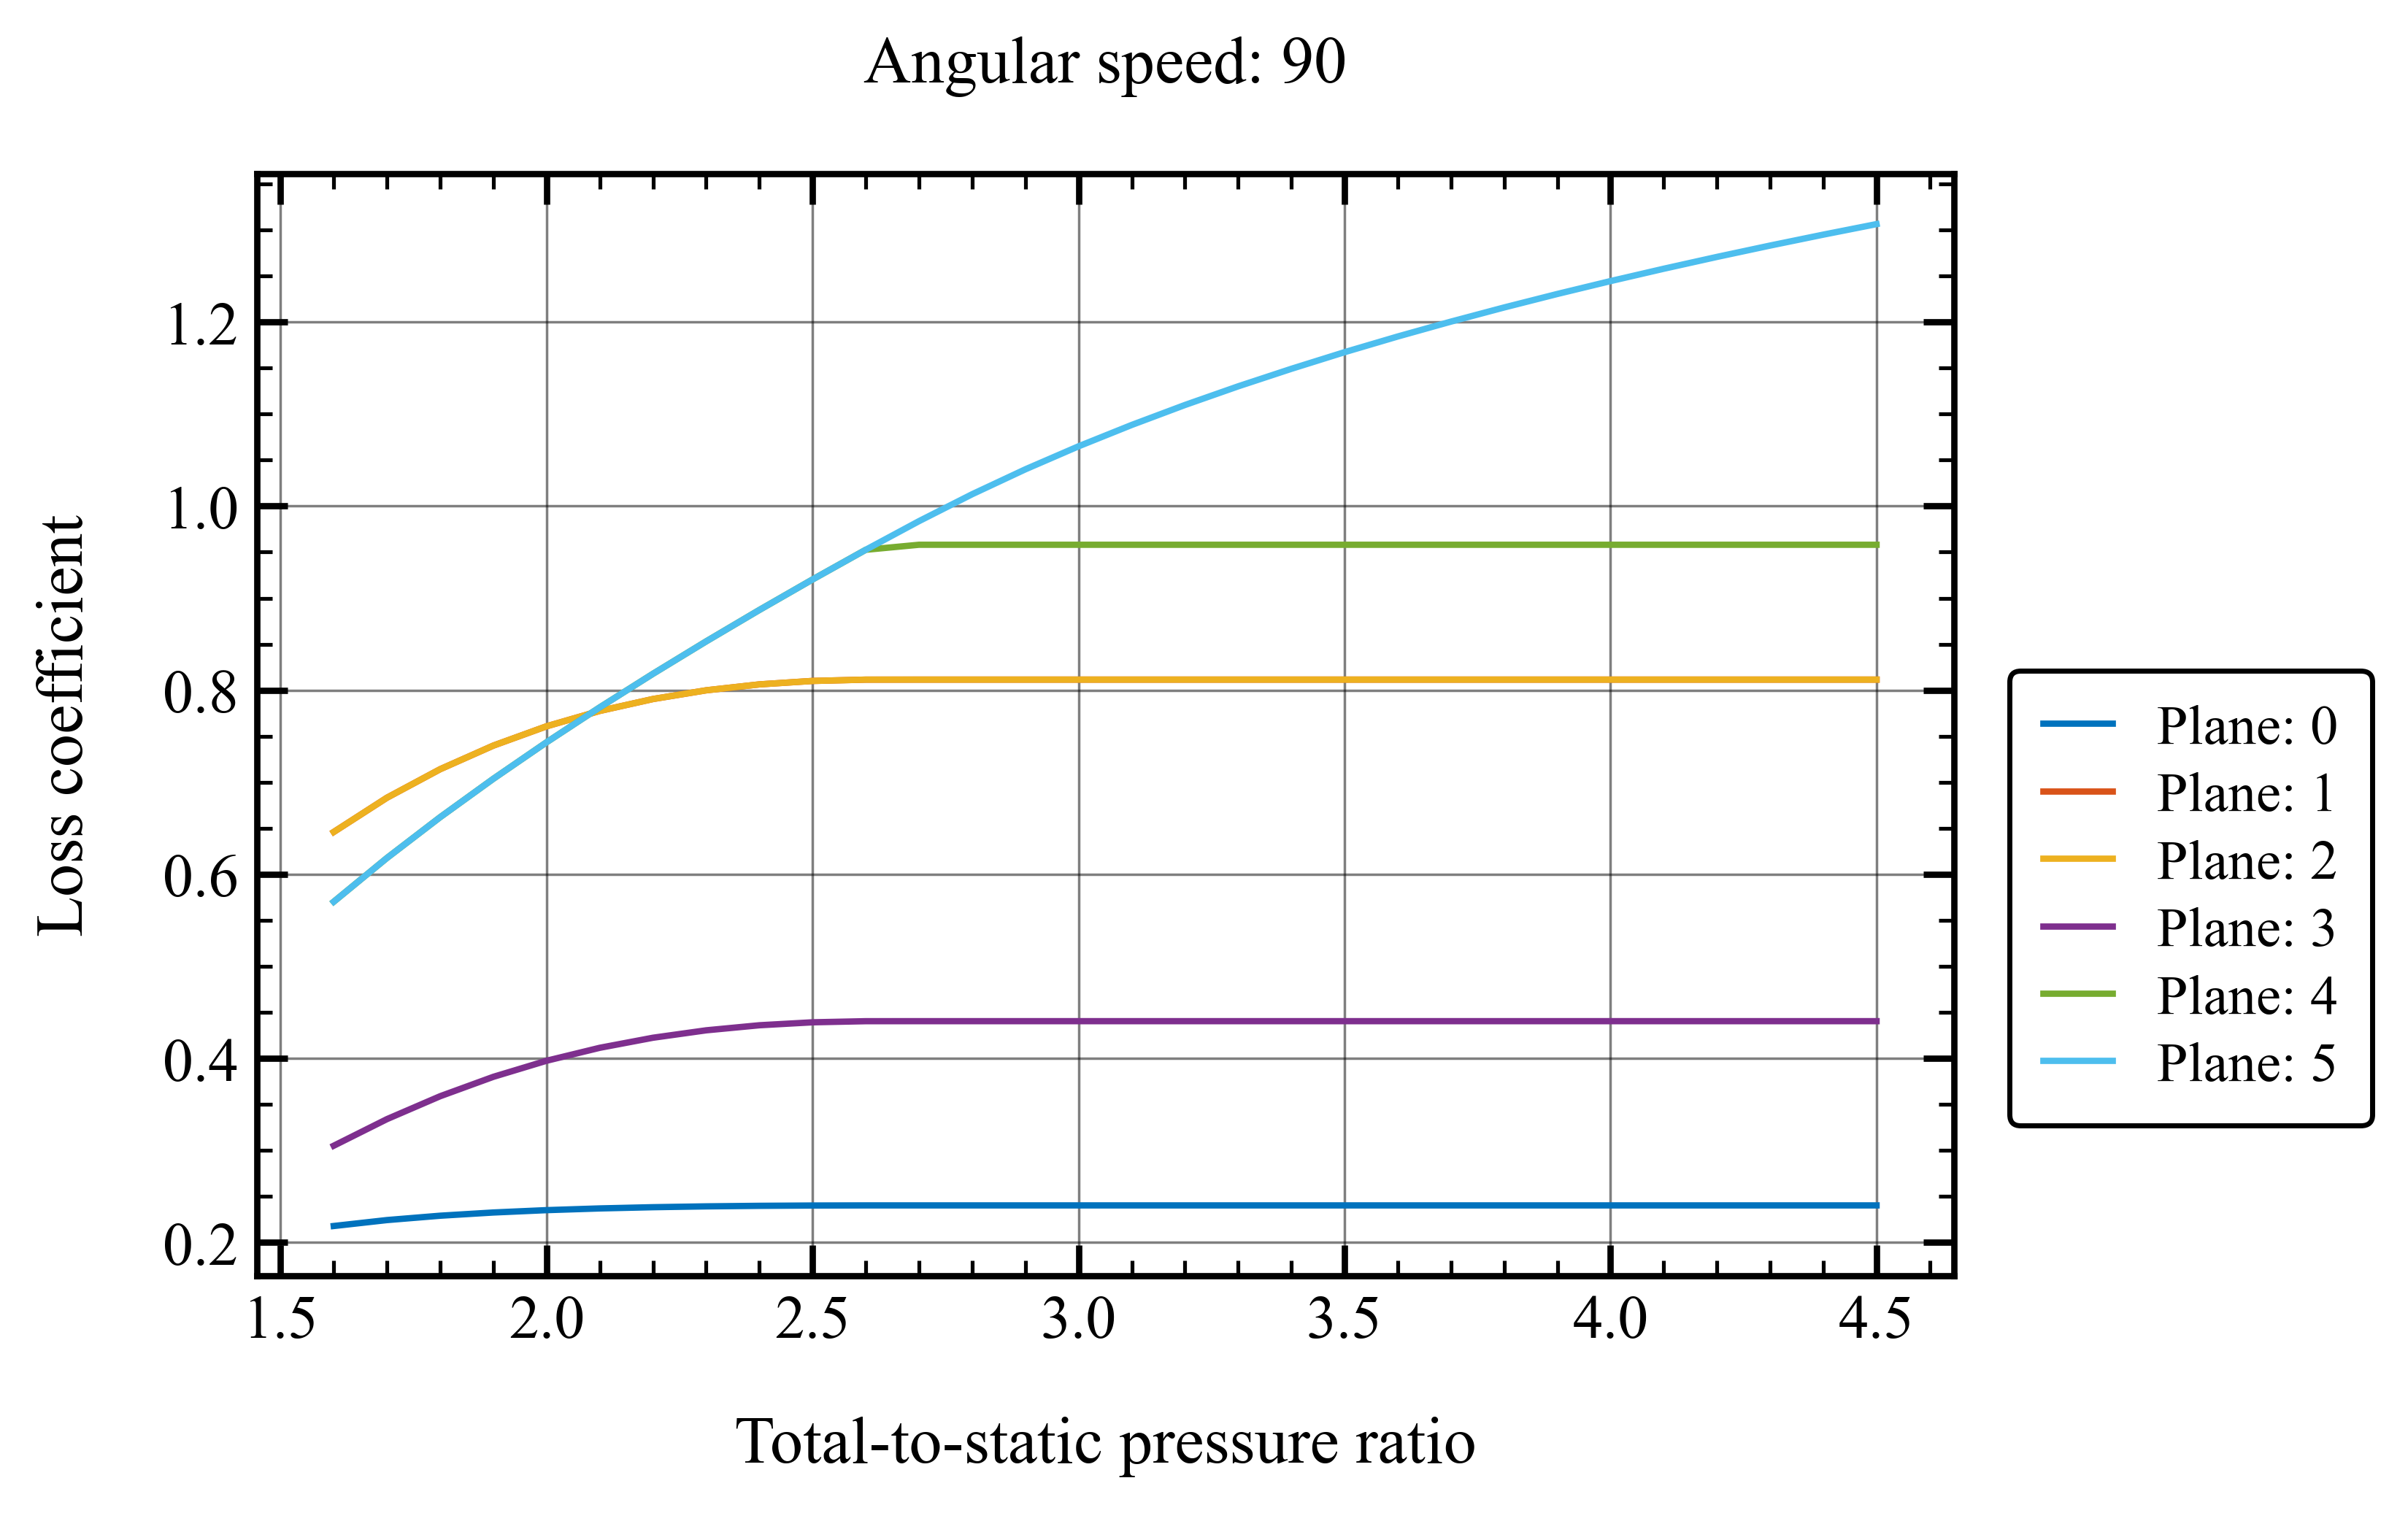 Angular speed: 90
Loss coefficient
1.2
1.0
0.8
0.6
0.4
0.2
1.5 2.0 2.5 3.0 3.5 4.0 4.5
Total-to-static pressure ratio
Plane: 0
Plane: 1
Plane: 2
Plane: 3
Plane: 4
Plane: 5